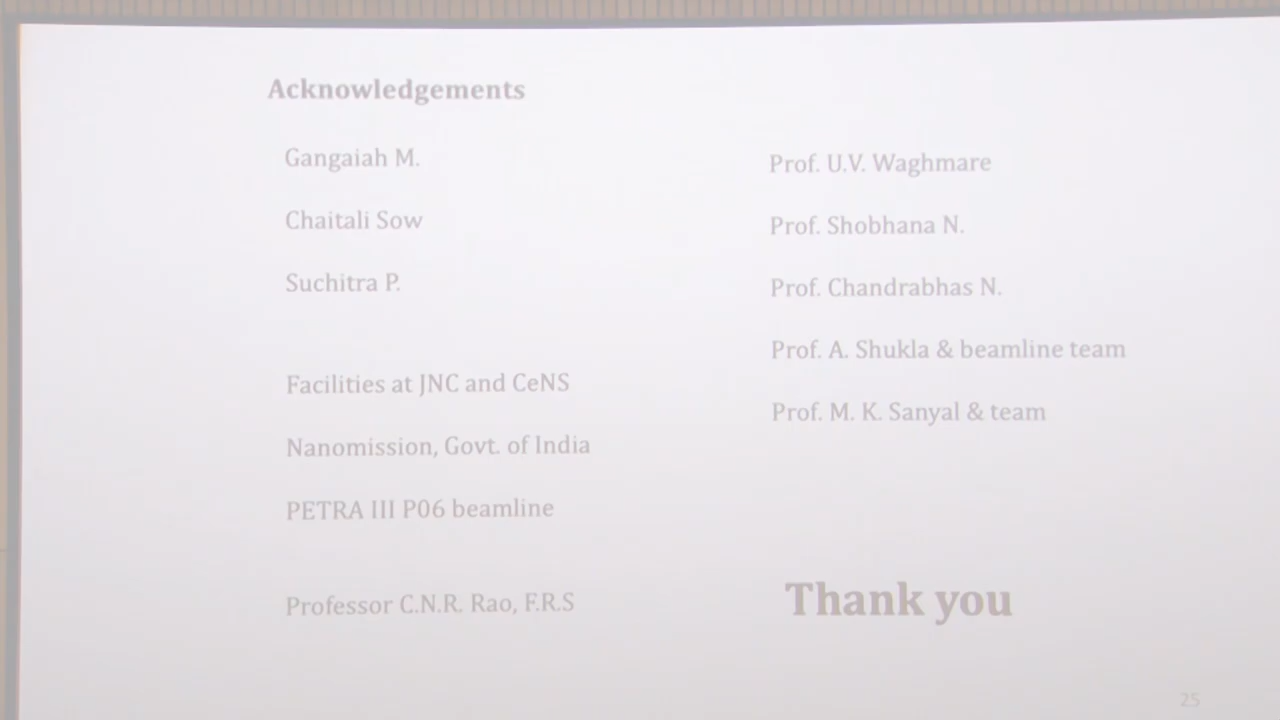 Acknowledgements
Gangaiah M.
Chaitali Sow
Suchitra P.
Facilities at JNC and CeNS
Nanomission, Govt. of India
PETRA III P06 beamline
Professor C.N.R. Rao, F.R.S
Prof. U.V. Waghmare
Prof. Shobhana N.
Prof. Chandrabhas N.
Prof. A. Shukla & beamline team
Prof. M. K. Sanyal & team
Thank you
25